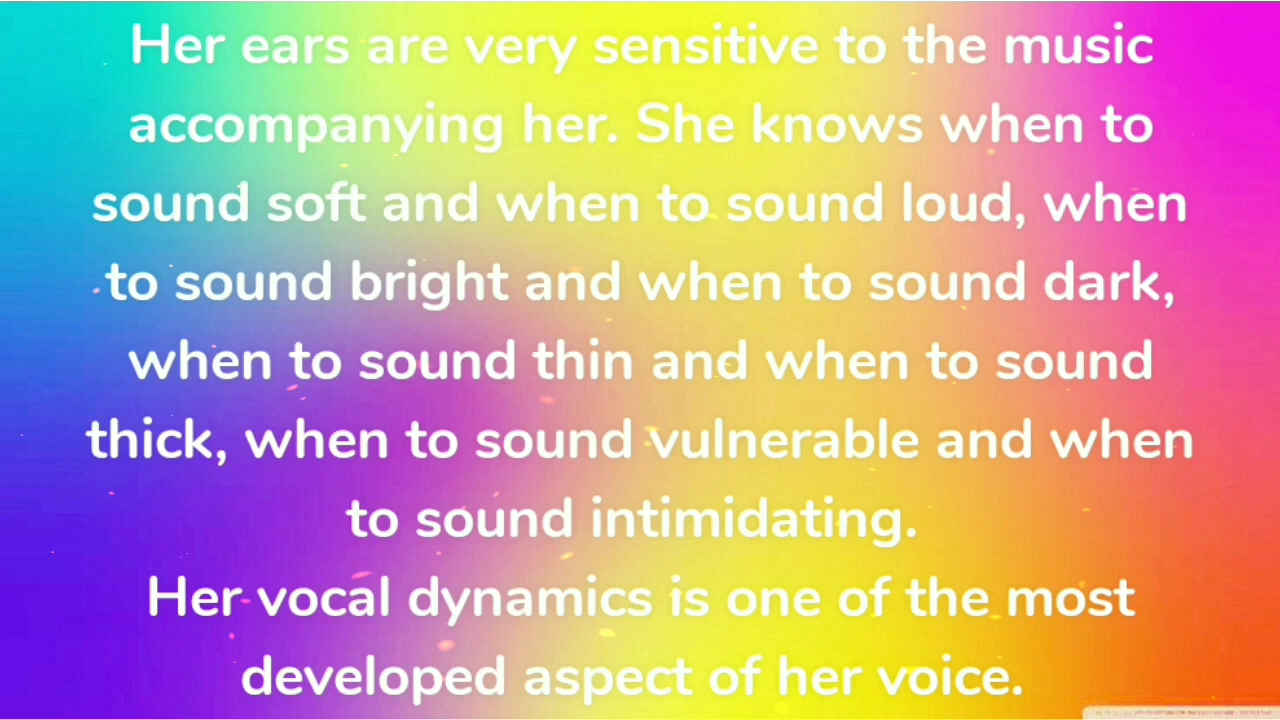 Her ears are very sensitive to the music
accompanying her. She knows when to
sound soft and when to sound loud, when
to sound bright and when to sound dark,
when to sound thin and when to sound
thick, when to sound vulnerable and when
to sound intimidating.
Her vocal dynamics is one of the most
developed aspect of her voice.